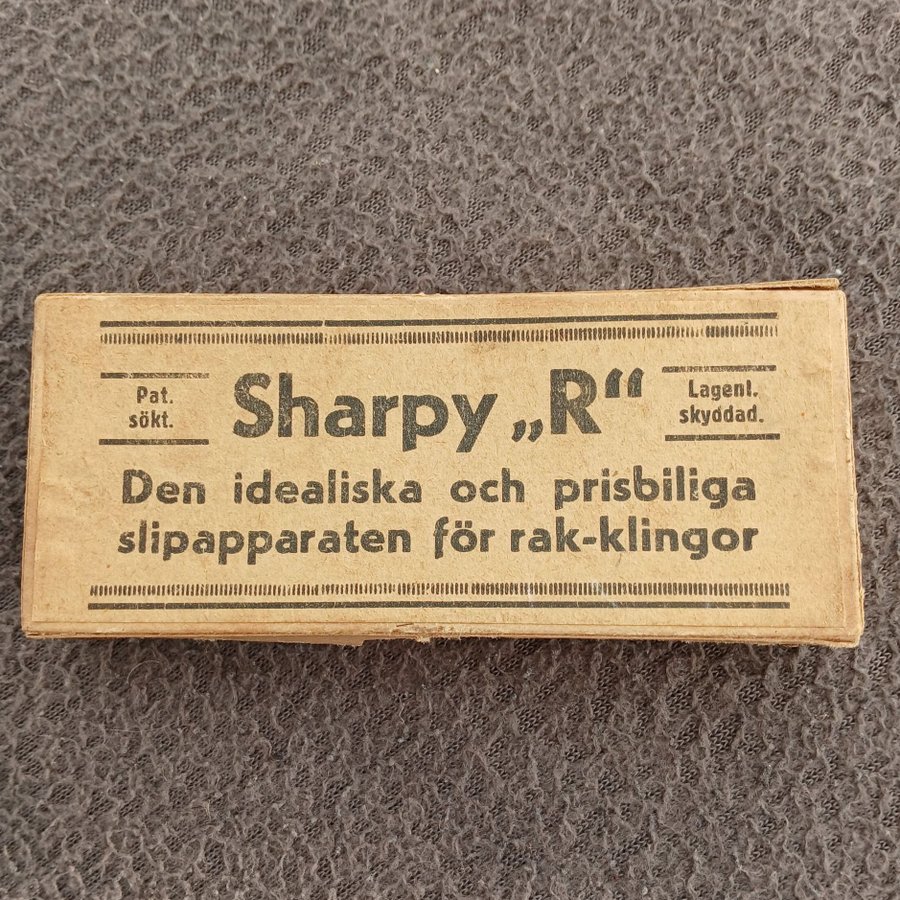 Pat.
sökt.
Sharpy „R“
Lagenl.
skyddad.
Den idealiska och prisbiliga
slipapparaten för rak-klingor